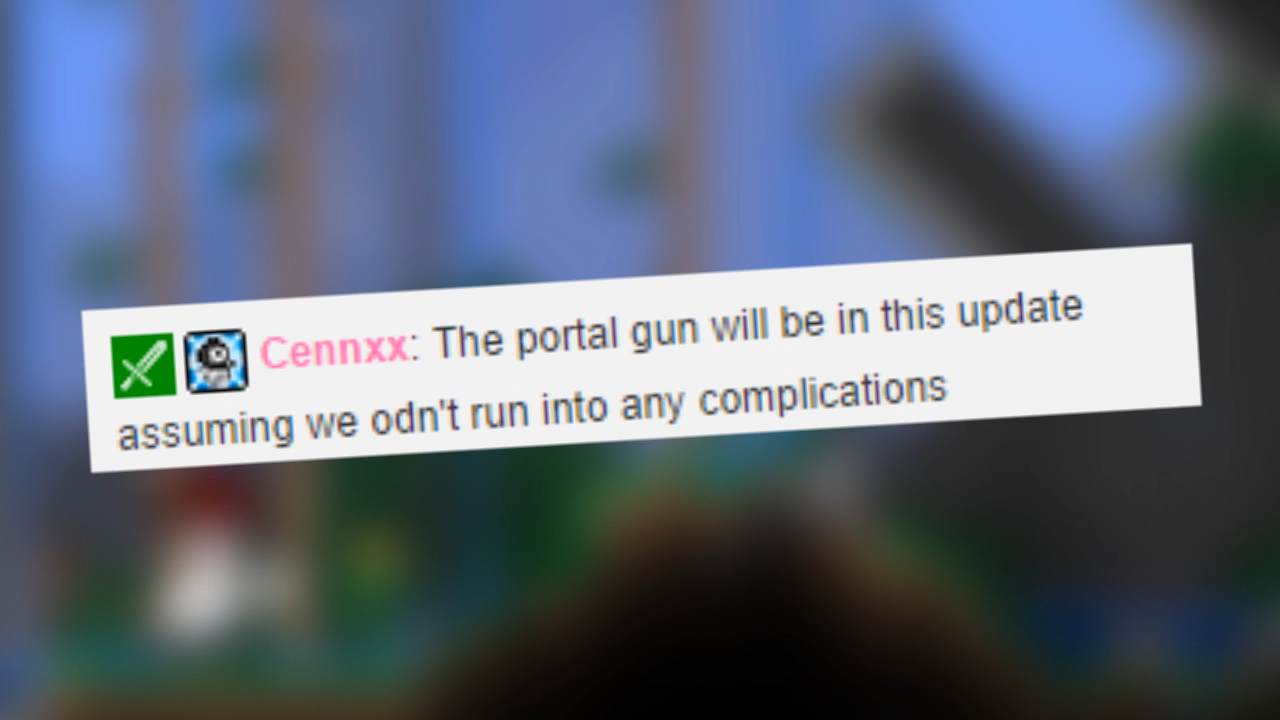 Cennxx: The portal gun will be in this update
assuming we odn't run into any complications